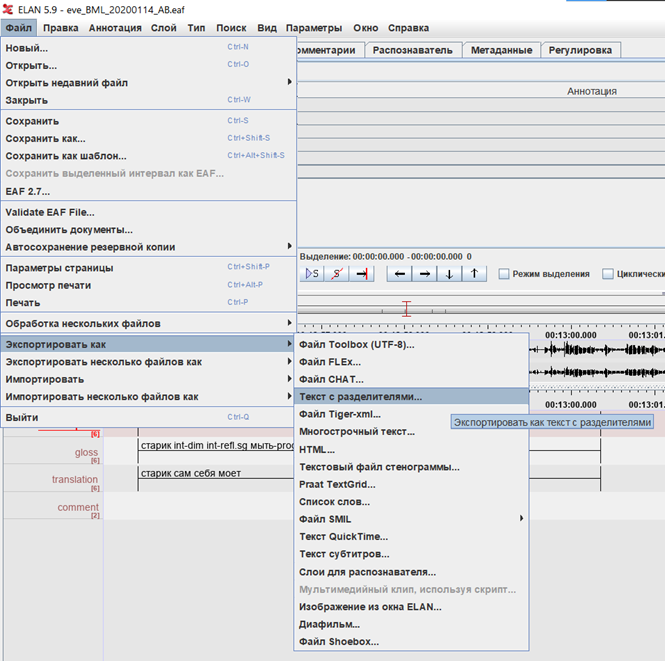 ELAN 5.9 - eve_BML_20200114_AB.eaf
Файл Правка Аннотация Слой Тип Поиск Вид Параметры Окно Справка
Новый... Ctrl-N
Открыть... Ctrl-O
Открыть недавний файл
Закрыть Ctrl-W
Сохранить Ctrl-S
Сохранить как... Ctrl+Shift-S
Сохранить как шаблон... Ctrl+Alt+Shift-S
Сохранить выделенный интервал как EAF...
EAF 2.7...
Validate EAF File...
Объединить документы...
Автосохранение резервной копии
Параметры страницы Ctrl+Shift-P
Просмотр печати Ctrl+Alt-P
Печать Ctrl-P
Обработка нескольких файлов
Экспортировать как
Экспортировать несколько файлов как
Импортировать
Импортировать несколько файлов как
Выйти Ctrl-Q
омментарии Распознаватель Метаданные Регулировка
Аннотация
Выделение: 00:00:00.000 - 00:00:00.000 0
S S Режим выделения Циклически
00:13:00.000 00:13:01.
00:13:00.000 00:13:01.
Файл Toolbox (UTF-8)...
Файл FLEx...
Файл CHAT...
Текст с разделителями...
Файл Tiger-xml...
Экспортировать как текст с разделителями
Многострочный текст...
HTML...
Текстовый файл стенограммы...
Praat TextGrid...
Список слов...
Файл SMIL
Текст QuickTime...
Текст субтитров...
Слои для распознавателя...
Мультимедийный клип, используя скрипт...
Изображение из окна ELAN...
Диафильм...
Файл Shoebox...
[6]
gloss
[6]
старик int-dim int-refl.sg мыть-proc
translation
[6]
старик сам себя моет
comment
[2]